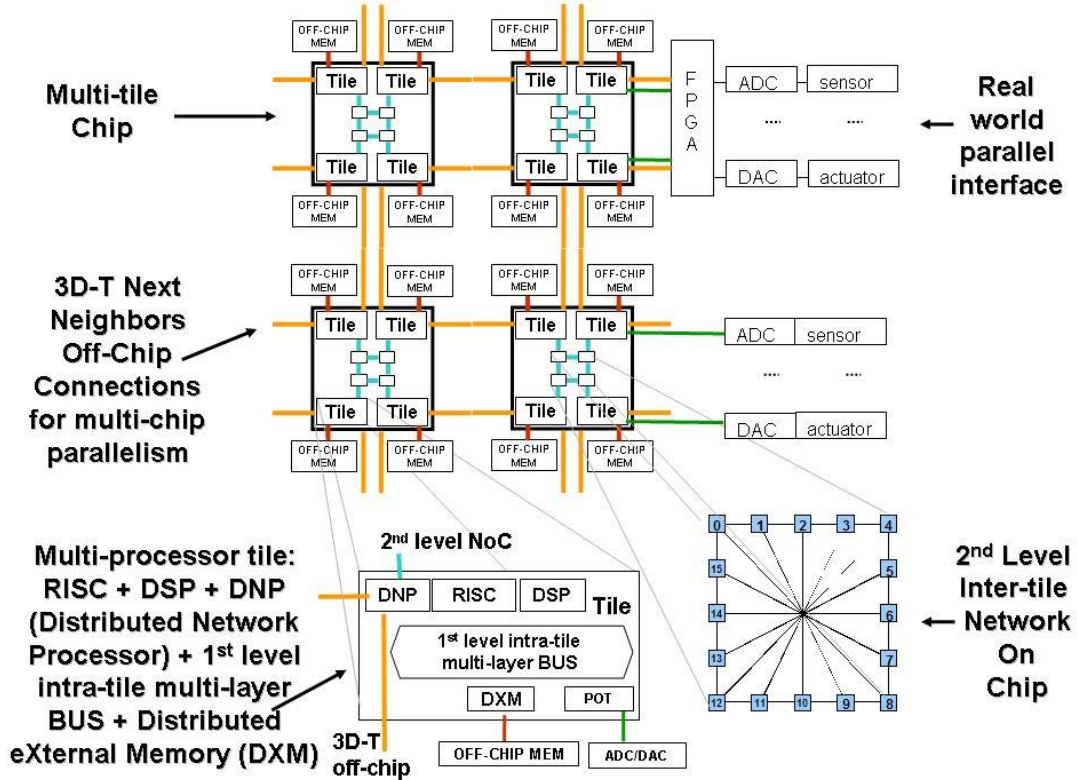 OFF-CHIP MEM
OFF-CHIP MEM
OFF-CHIP MEM
OFF-CHIP MEM
Multi-tile
Chip
Tile Tile
Tile Tile
Tile Tile
Tile Tile
FPGA
ADC sensor
.... ....
DAC actuator
Real
world
parallel
interface
OFF-CHIP MEM
OFF-CHIP MEM
OFF-CHIP MEM
OFF-CHIP MEM
3D-T Next
Neighbors
Off-Chip
Connections
for multi-chip
parallelism
OFF-CHIP MEM
OFF-CHIP MEM
OFF-CHIP MEM
OFF-CHIP MEM
Tile Tile
Tile Tile
Tile Tile
Tile Tile
ADC sensor
.... ....
DAC actuator
OFF-CHIP MEM
OFF-CHIP MEM
OFF-CHIP MEM
OFF-CHIP MEM
Multi-processor tile:
RISC + DSP + DNP
(Distributed Network
Processor) + 1st level
intra-tile multi-layer
BUS + Distributed
eXternal Memory (DXM)
2nd level NoC
DNP RISC DSP Tile
1st level intra-tile
multi-layer BUS
DXM POT
3D-T
off-chip
OFF-CHIP MEM
ADC/DAC
0 1 2 3 4
15 5
14 6
13 7
12 11 10 9 8
2nd Level
Inter-tile
Network
On
Chip